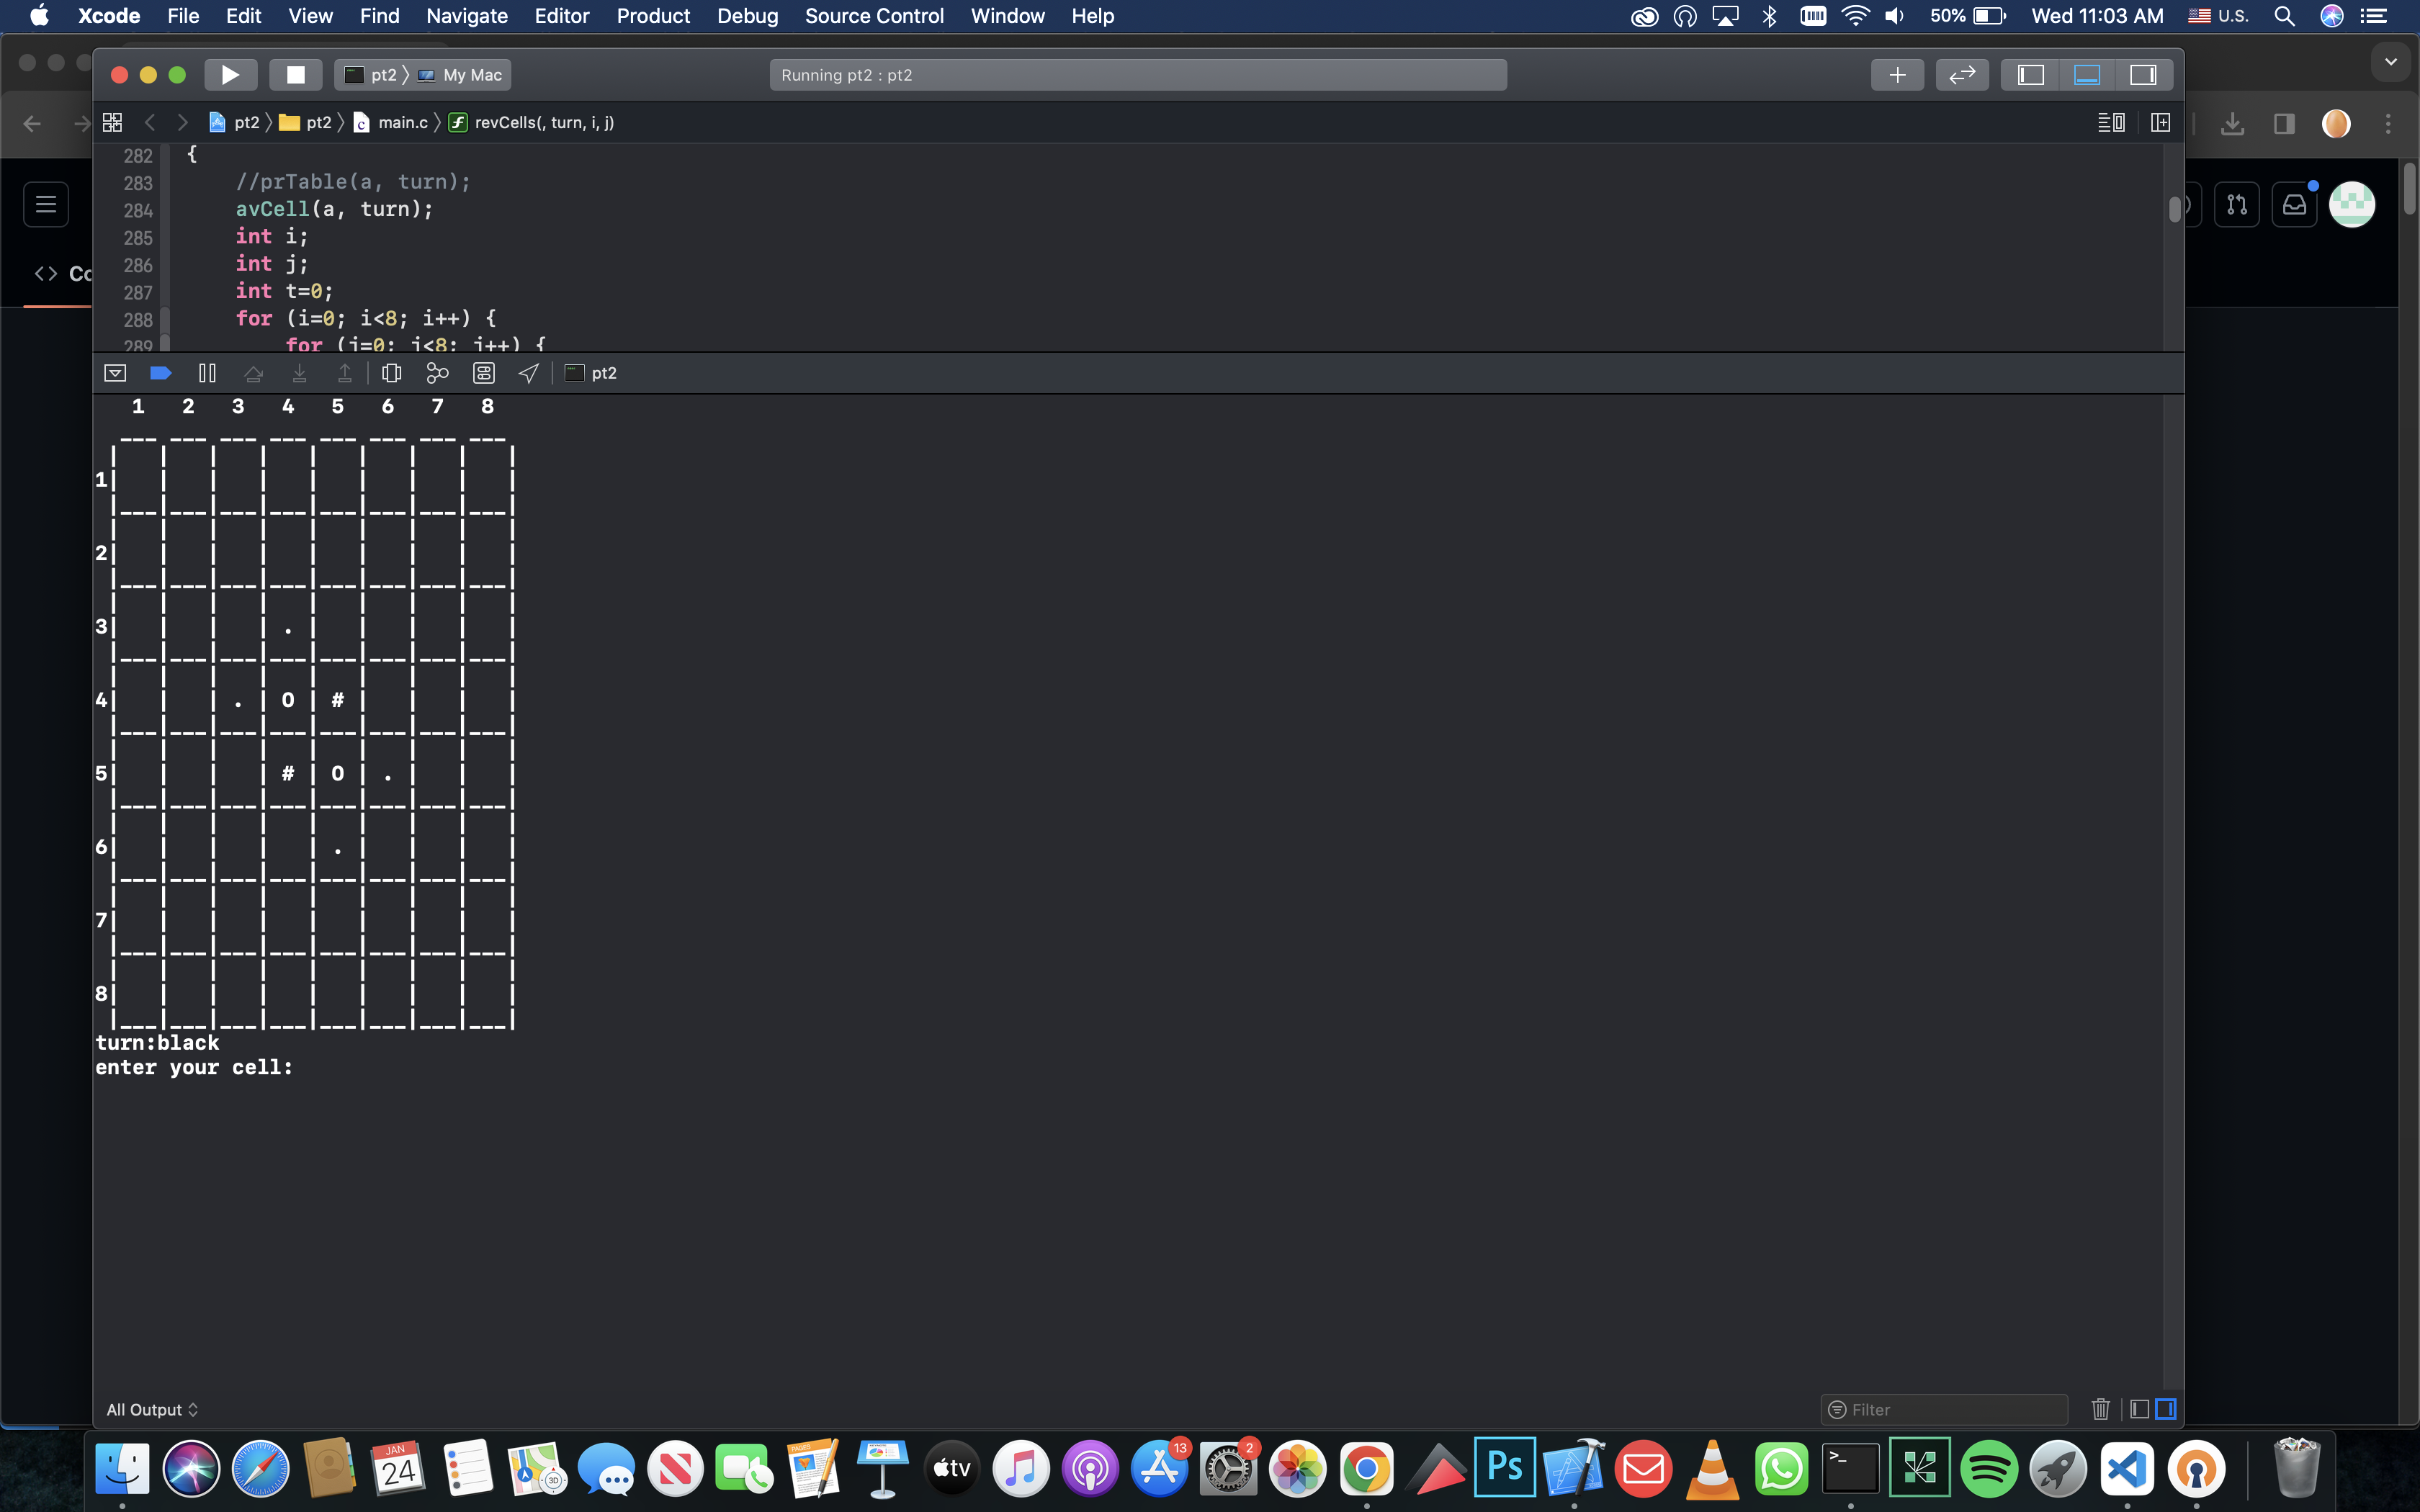 Xcode File Edit View Find Navigate Editor Product Debug Source Control Window Help 50% Wed 11:03 AM U.S.
pt2 〉 My Mac Running pt2 : pt2
pt2 〉 pt2 〉 main.c 〉 revCells(, turn, i, j)
282 {
283 //prTable(a, turn);
284 avCell(a, turn);
<> Co
285 int i;
286 int j;
287 int t=0;
288 for (i=0; i<8; i++) {
289 for (j=0; j<8; j++) {
pt2
1 2 3 4 5 6 7 8
--- --- --- --- --- --- --- ---
| | | | | | | | |
1| | | | | | | | |
|---|---|---|---|---|---|---|---|
| | | | | | | | |
2| | | | | | | | |
|---|---|---|---|---|---|---|---|
| | | | | | | | |
3| | | | . | | | | |
|---|---|---|---|---|---|---|---|
| | | | | | | | |
4| | | . | O | # | | | |
|---|---|---|---|---|---|---|---|
| | | | | | | | |
5| | | | # | O | . | | |
|---|---|---|---|---|---|---|---|
| | | | | | | | |
6| | | | | . | | | |
|---|---|---|---|---|---|---|---|
| | | | | | | | |
7| | | | | | | | |
|---|---|---|---|---|---|---|---|
| | | | | | | | |
8| | | | | | | | |
|---|---|---|---|---|---|---|---|
turn:black
enter your cell:
All Output Filter
JAN 24 PAGES 3D tv 13 2 Ps >_